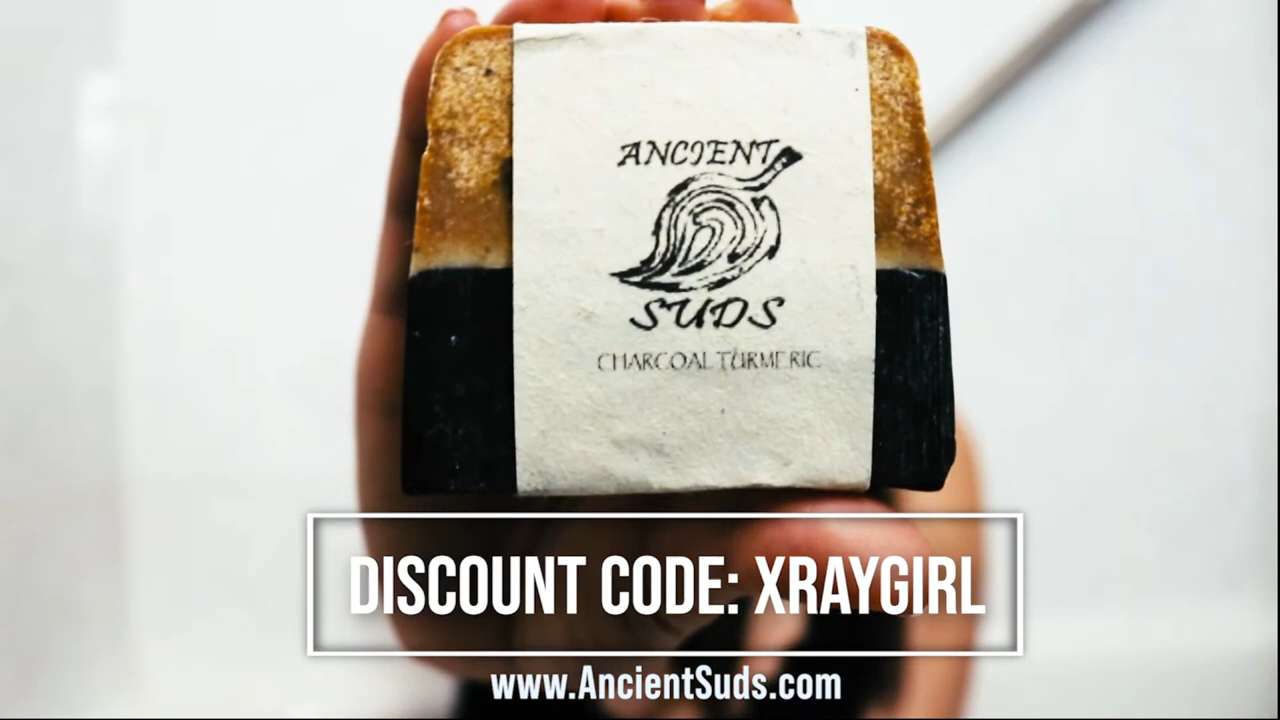 ANCIENT
SUDS
CHARCOAL TURMERIC
DISCOUNT CODE: XRAYGIRL
www.AncientSuds.com